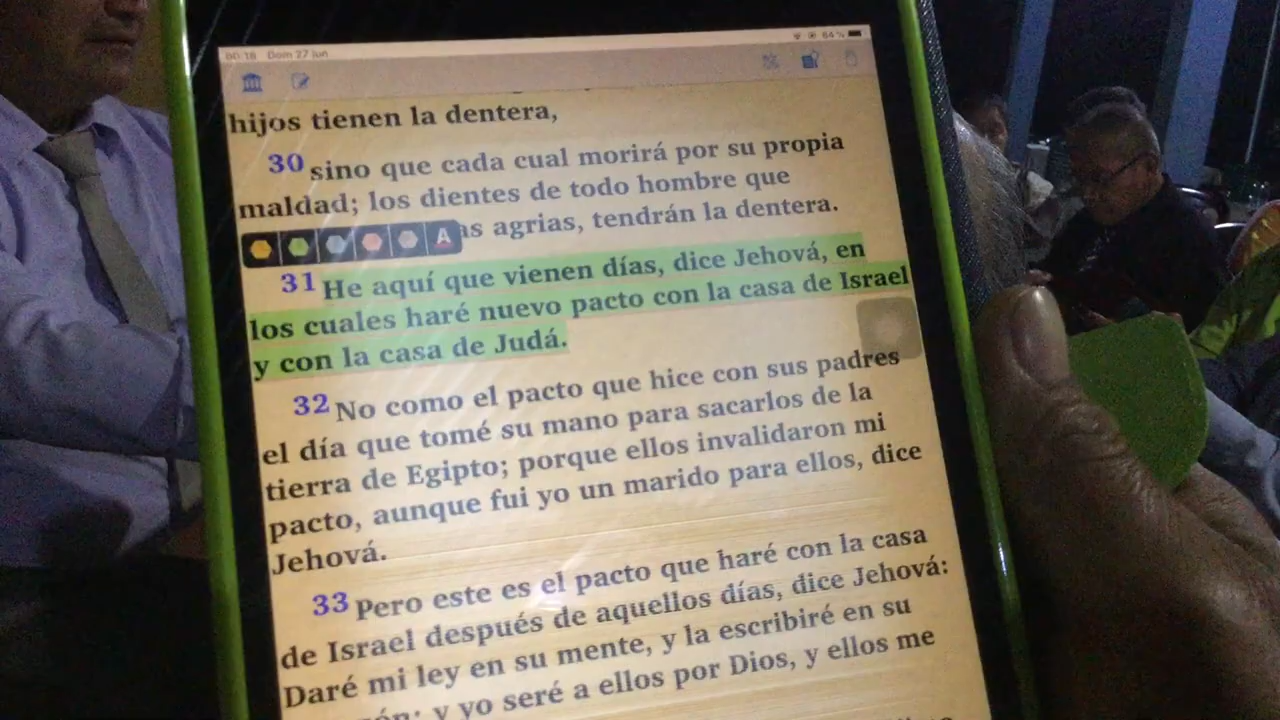 00:18 Dom 27 jun
84 %
hijos tienen la dentera,
30 sino que cada cual morirá por su propia
maldad; los dientes de todo hombre que
as agrias, tendrán la dentera.
A
31 He aquí que vienen días, dice Jehová, en
los cuales haré nuevo pacto con la casa de Israel
y con la casa de Judá.
32 No como el pacto que hice con sus padres
el día que tomé su mano para sacarlos de la
tierra de Egipto; porque ellos invalidaron mi
pacto, aunque fui yo un marido para ellos, dice
Jehová.
33 Pero este es el pacto que haré con la casa
de Israel después de aquellos días, dice Jehová:
Daré mi ley en su mente, y la escribiré en su
y yo seré a ellos por Dios, y ellos me